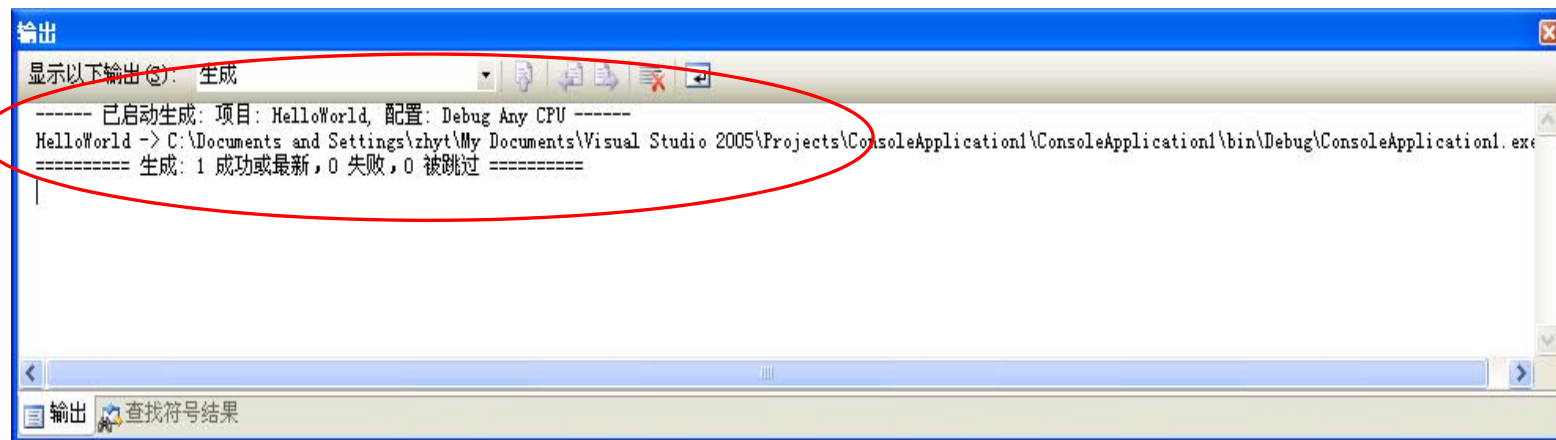 输出
显示以下输出(S): 生成
------ 已启动生成: 项目: HelloWorld, 配置: Debug Any CPU ------
HelloWorld -> C:\Documents and Settings\zhyt\My Documents\Visual Studio 2005\Projects\ConsoleApplication1\ConsoleApplication1\bin\Debug\ConsoleApplication1.exe
========== 生成: 1 成功或最新，0 失败，0 被跳过 ==========
输出 查找符号结果